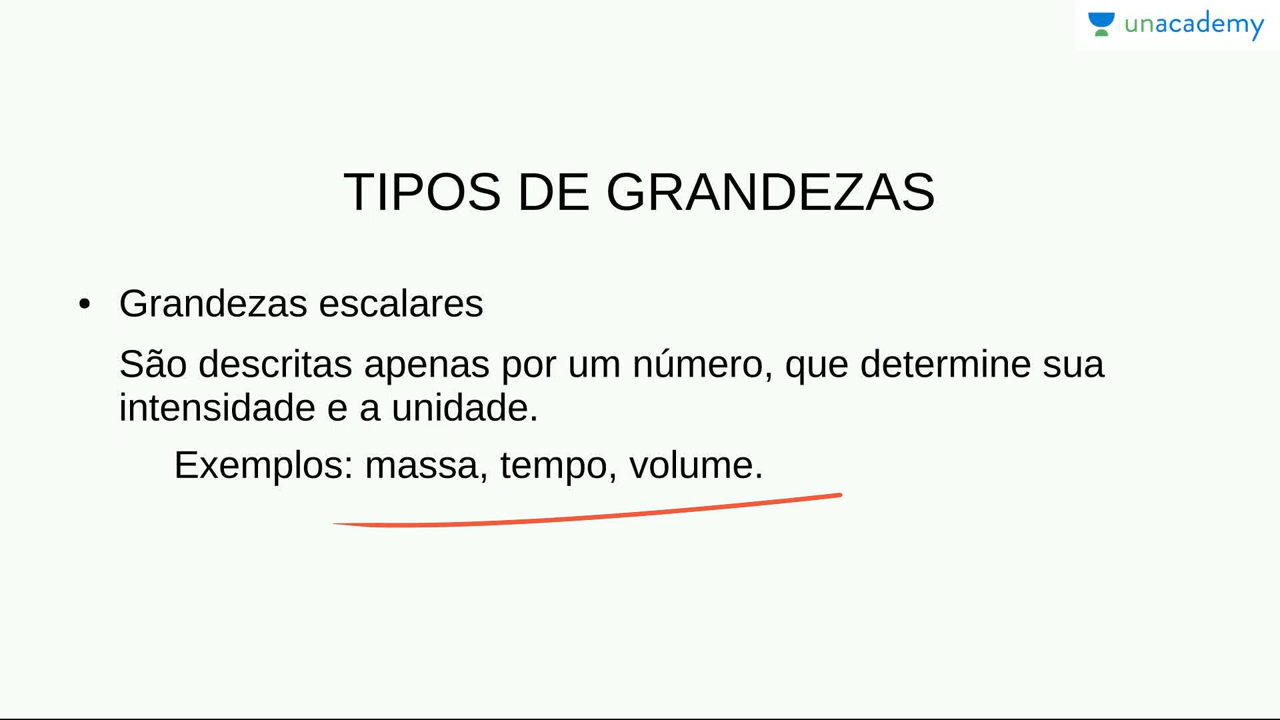 unacademy
TIPOS DE GRANDEZAS
• Grandezas escalares
São descritas apenas por um número, que determine sua
intensidade e a unidade.
Exemplos: massa, tempo, volume.